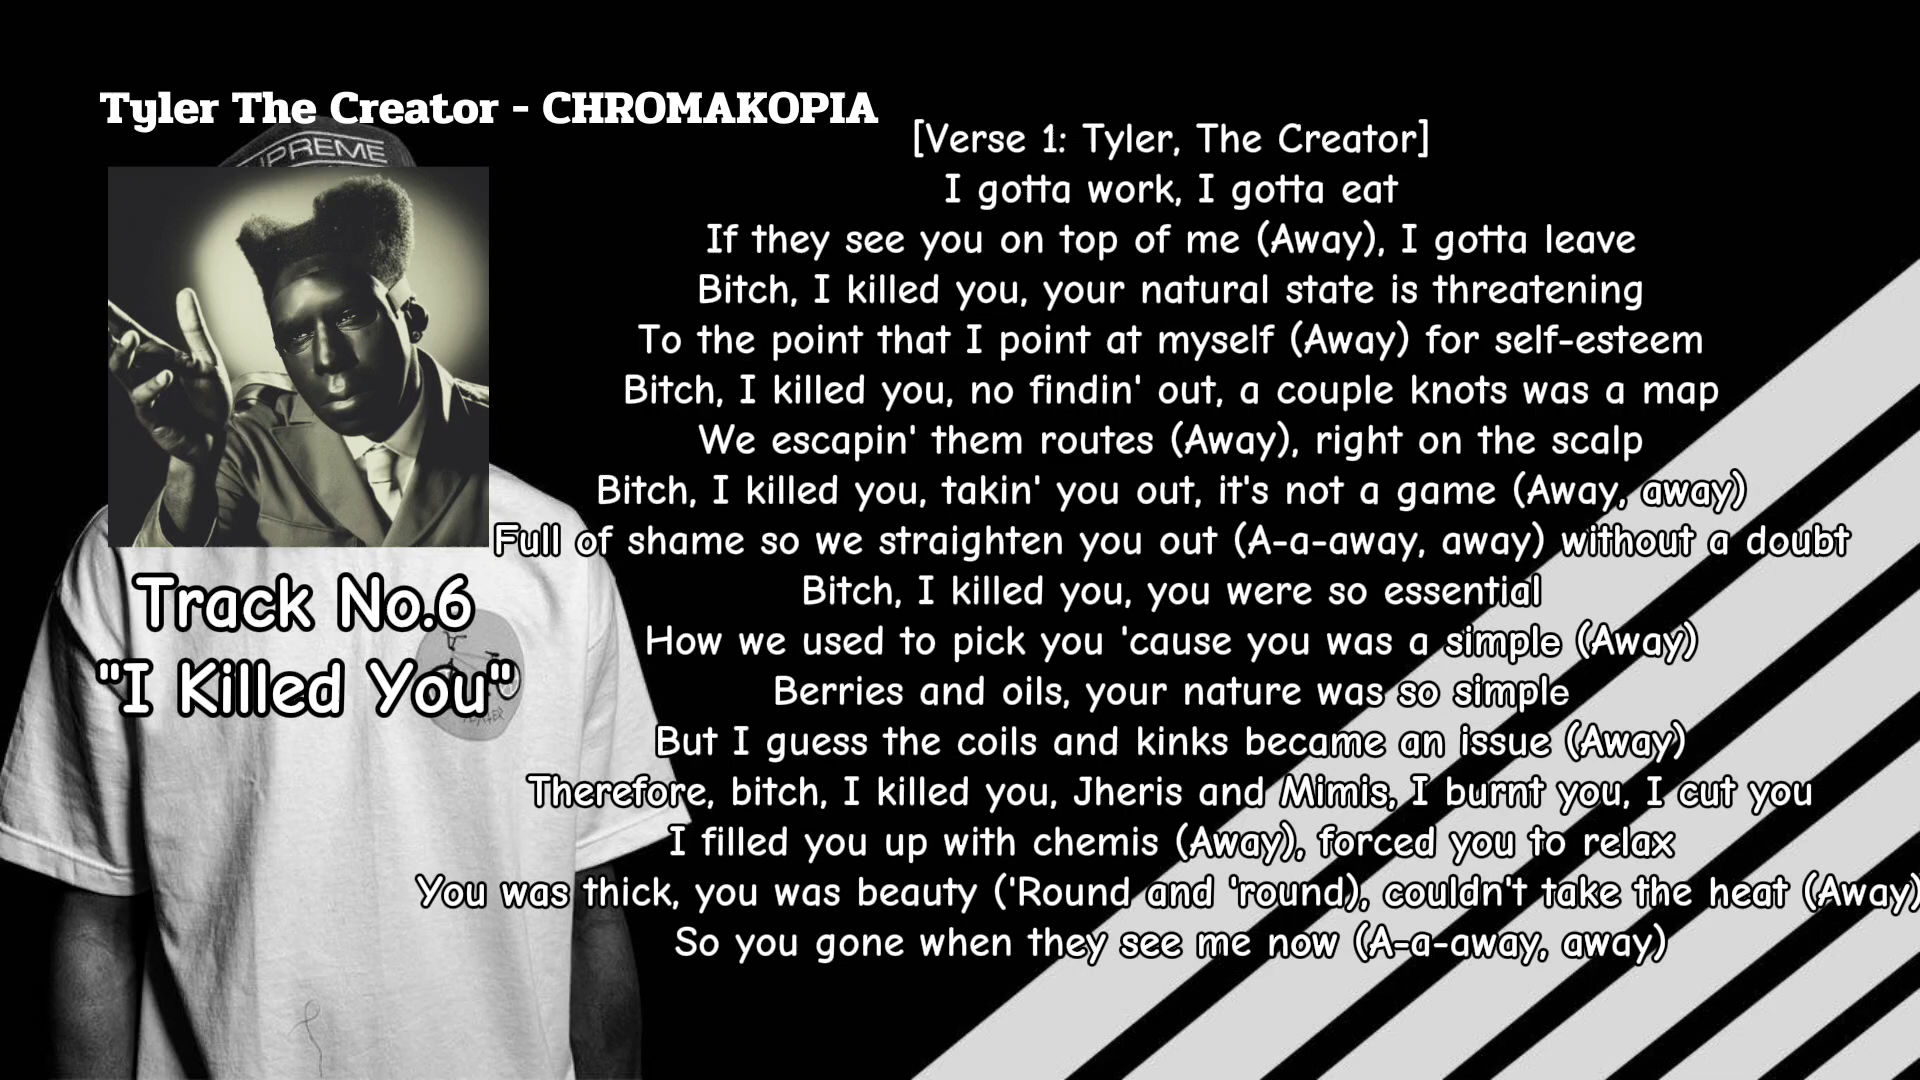 Tyler The Creator - CHROMAKOPIA
UPREME
Track No.6
"I Killed You"
[Verse 1: Tyler, The Creator]
I gotta work, I gotta eat
If they see you on top of me (Away), I gotta leave
Bitch, I killed you, your natural state is threatening
To the point that I point at myself (Away) for self-esteem
Bitch, I killed you, no findin' out, a couple knots was a map
We escapin' them routes (Away), right on the scalp
Bitch, I killed you, takin' you out, it's not a game (Away, away)
Full of shame so we straighten you out (A-a-away, away) without a doubt
Bitch, I killed you, you were so essential
How we used to pick you 'cause you was a simple (Away)
Berries and oils, your nature was so simple
But I guess the coils and kinks became an issue (Away)
Therefore, bitch, I killed you, Jheris and Mimis, I burnt you, I cut you
I filled you up with chemis (Away), forced you to relax
You was thick, you was beauty ('Round and 'round), couldn't take the heat (Away)
So you gone when they see me now (A-a-away, away)